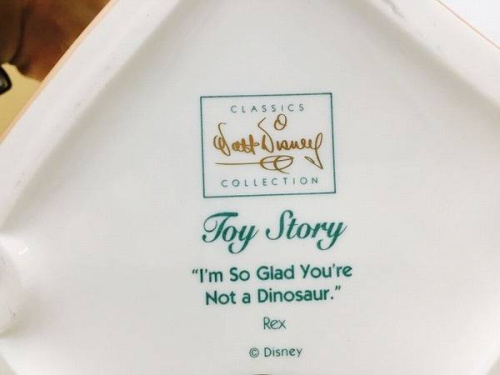 CLASSICS
Walt Disney
COLLECTION
Toy Story
"I'm So Glad You're
Not a Dinosaur."
Rex
© Disney